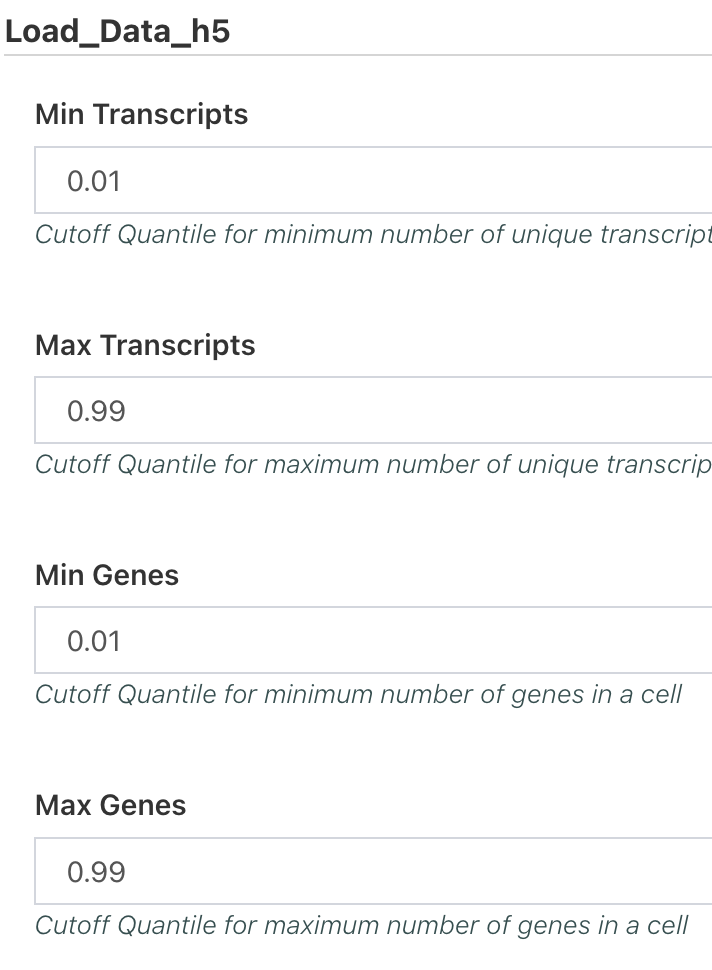 Load_Data_h5
Min Transcripts
0.01
Cutoff Quantile for minimum number of unique transcript
Max Transcripts
0.99
Cutoff Quantile for maximum number of unique transcrip
Min Genes
0.01
Cutoff Quantile for minimum number of genes in a cell
Max Genes
0.99
Cutoff Quantile for maximum number of genes in a cell